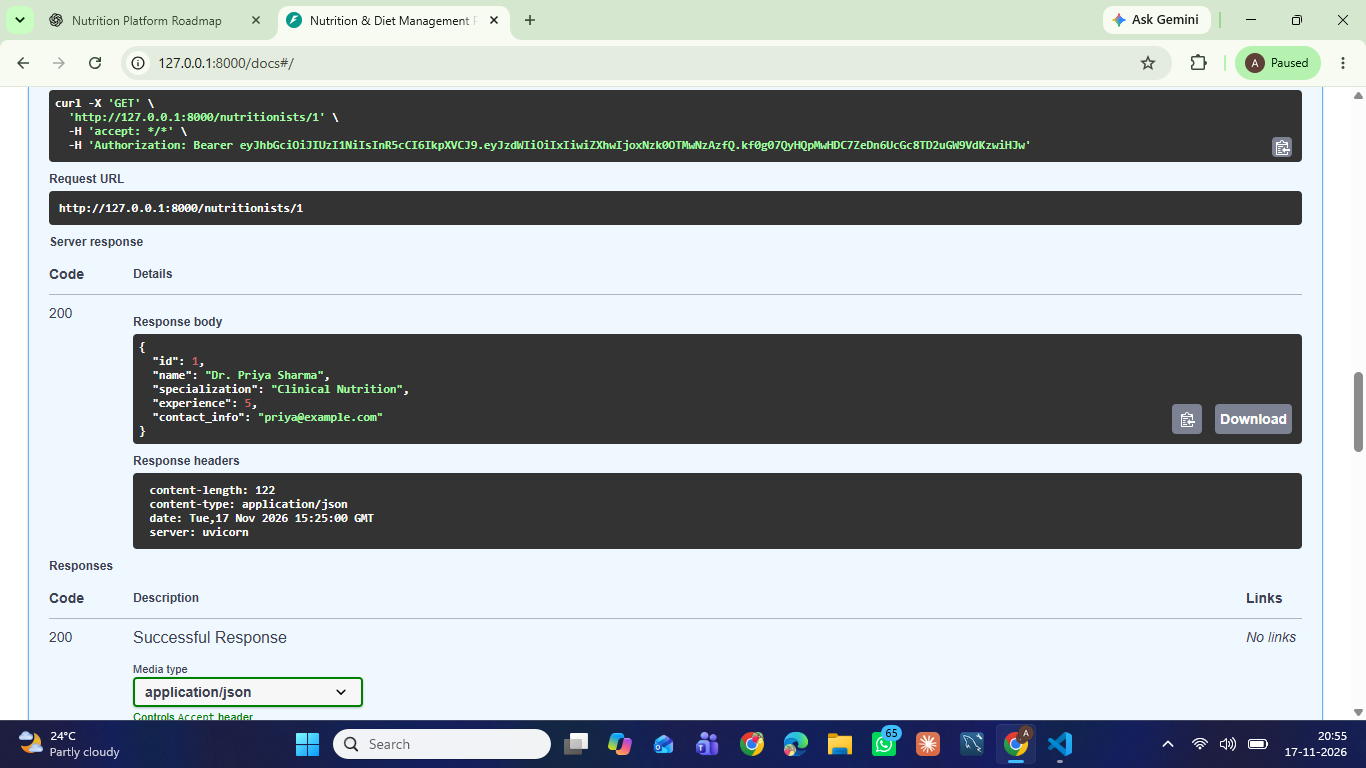 Nutrition Platform Roadmap
Nutrition & Diet Management P
Ask Gemini
127.0.0.1:8000/docs#/
A
Paused
curl -X 'GET' \
'http://127.0.0.1:8000/nutritionists/1' \
-H 'accept: */*' \
-H 'Authorization: Bearer eyJhbGciOiJIUzI1NiIsInR5cCI6IkpXVCJ9.eyJzdWIiOiIxIiwiZXhwIjoxNzk0OTMwNzAzfQ.kf0g07QyHQpMwHDC7ZeDn6UcGc8TD2uGW9VdKzwiHJw'
Request URL
http://127.0.0.1:8000/nutritionists/1
Server response
Code Details
200
Response body
{
"id": 1,
"name": "Dr. Priya Sharma",
"specialization": "Clinical Nutrition",
"experience": 5,
"contact_info": "priya@example.com"
}
Download
Response headers
content-length: 122
content-type: application/json
date: Tue,17 Nov 2026 15:25:00 GMT
server: uvicorn
Responses
Code Description Links
200 Successful Response No links
Media type
application/json
Controls Accept header
24°C
Partly cloudy
Search
65
A
20:55
17-11-2026